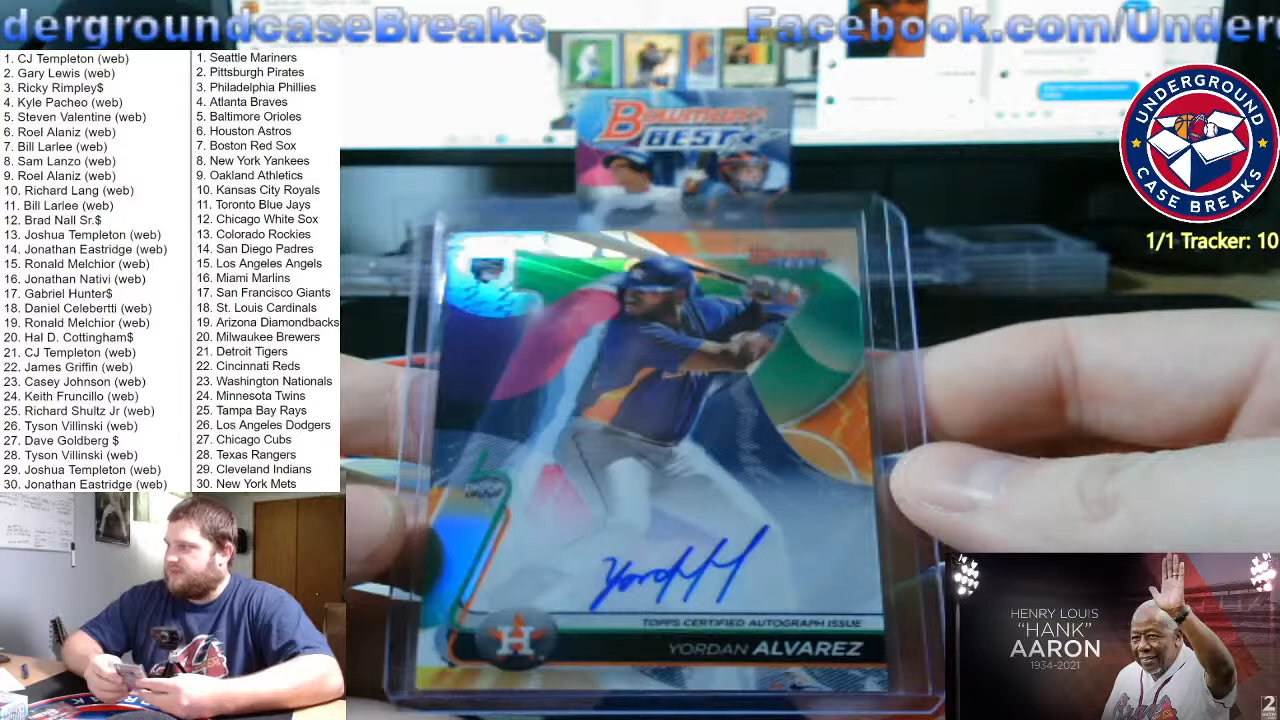 dergroundcaseBreaks Facebook.com/Underg
1. CJ Templeton (web)
2. Gary Lewis (web)
3. Ricky Rimpley$
4. Kyle Pacheo (web)
5. Steven Valentine (web)
6. Roel Alaniz (web)
7. Bill Larlee (web)
8. Sam Lanzo (web)
9. Roel Alaniz (web)
10. Richard Lang (web)
11. Bill Larlee (web)
12. Brad Nall Sr.$
13. Joshua Templeton (web)
14. Jonathan Eastridge (web)
15. Ronald Melchior (web)
16. Jonathan Nativi (web)
17. Gabriel Hunter$
18. Daniel Celebertti (web)
19. Ronald Melchior (web)
20. Hal D. Cottingham$
21. CJ Templeton (web)
22. James Griffin (web)
23. Casey Johnson (web)
24. Keith Fruncillo (web)
25. Richard Shultz Jr (web)
26. Tyson Villinski (web)
27. Dave Goldberg $
28. Tyson Villinski (web)
29. Joshua Templeton (web)
30. Jonathan Eastridge (web)
1. Seattle Mariners
2. Pittsburgh Pirates
3. Philadelphia Phillies
4. Atlanta Braves
5. Baltimore Orioles
6. Houston Astros
7. Boston Red Sox
8. New York Yankees
9. Oakland Athletics
10. Kansas City Royals
11. Toronto Blue Jays
12. Chicago White Sox
13. Colorado Rockies
14. San Diego Padres
15. Los Angeles Angels
16. Miami Marlins
17. San Francisco Giants
18. St. Louis Cardinals
19. Arizona Diamondbacks
20. Milwaukee Brewers
21. Detroit Tigers
22. Cincinnati Reds
23. Washington Nationals
24. Minnesota Twins
25. Tampa Bay Rays
26. Los Angeles Dodgers
27. Chicago Cubs
28. Texas Rangers
29. Cleveland Indians
30. New York Mets
Bowman's
BEST
UNDERGROUND
CASE BREAKS
1/1 Tracker: 10
H
TOPPS CERTIFIED AUTOGRAPH ISSUE
YORDAN ALVAREZ
HENRY LOUIS
"HANK"
AARON
1934-2021
2